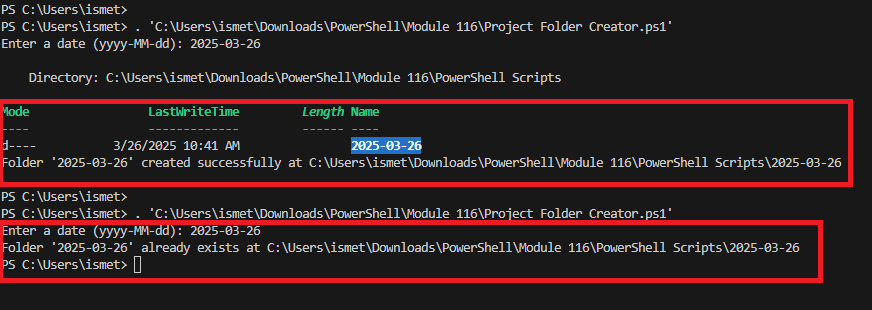 PS C:\Users\ismet>
PS C:\Users\ismet> . 'C:\Users\ismet\Downloads\PowerShell\Module 116\Project Folder Creator.ps1'
Enter a date (yyyy-MM-dd): 2025-03-26
Directory: C:\Users\ismet\Downloads\PowerShell\Module 116\PowerShell Scripts
Mode LastWriteTime Length Name
---- ------------- ------ ----
d---- 3/26/2025 10:41 AM 2025-03-26
Folder '2025-03-26' created successfully at C:\Users\ismet\Downloads\PowerShell\Module 116\PowerShell Scripts\2025-03-26
PS C:\Users\ismet>
PS C:\Users\ismet> . 'C:\Users\ismet\Downloads\PowerShell\Module 116\Project Folder Creator.ps1'
Enter a date (yyyy-MM-dd): 2025-03-26
Folder '2025-03-26' already exists at C:\Users\ismet\Downloads\PowerShell\Module 116\PowerShell Scripts\2025-03-26
PS C:\Users\ismet>